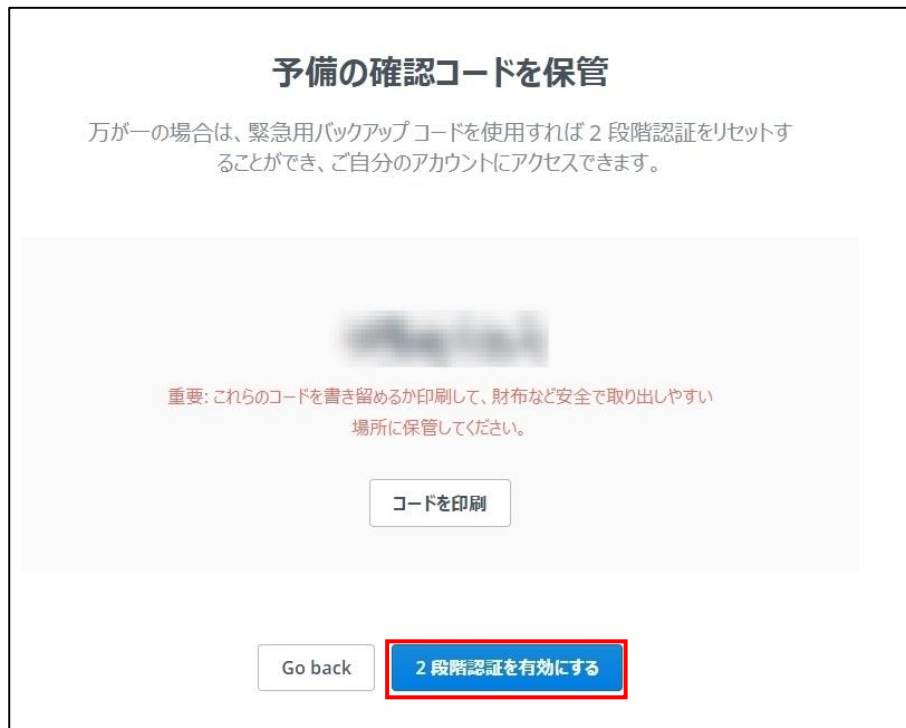 予備の確認コードを保管
万が一の場合は、緊急用バックアップ コードを使用すれば 2 段階認証をリセットす
ることができ、ご自分のアカウントにアクセスできます。
重要: これらのコードを書き留めるか印刷して、財布など安全で取り出しやすい
場所に保管してください。
コードを印刷
Go back
2 段階認証を有効にする